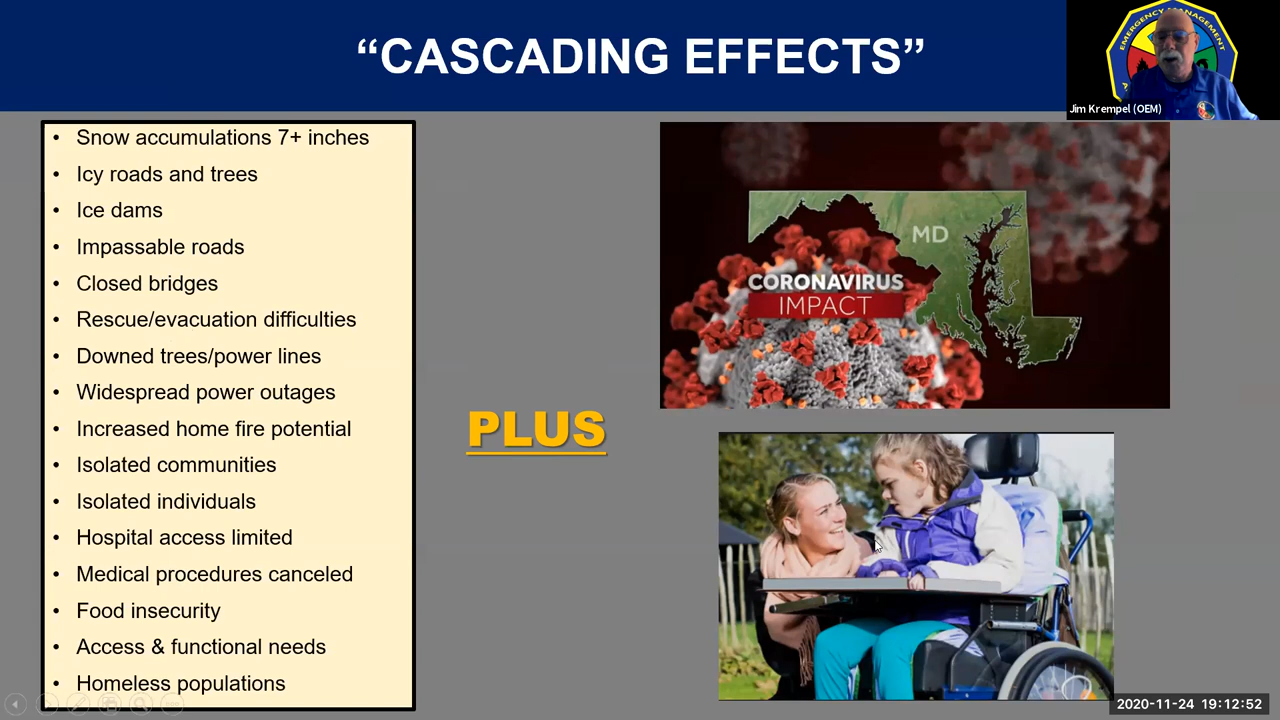 “CASCADING EFFECTS”
EMERGENCY MANAGEMENT
Jim Krempel (OEM)
• Snow accumulations 7+ inches
• Icy roads and trees
• Ice dams
• Impassable roads
• Closed bridges
• Rescue/evacuation difficulties
• Downed trees/power lines
• Widespread power outages
• Increased home fire potential
• Isolated communities
• Isolated individuals
• Hospital access limited
• Medical procedures canceled
• Food insecurity
• Access & functional needs
• Homeless populations
PLUS
MD
CORONAVIRUS
IMPACT
2020-11-24 19:12:52